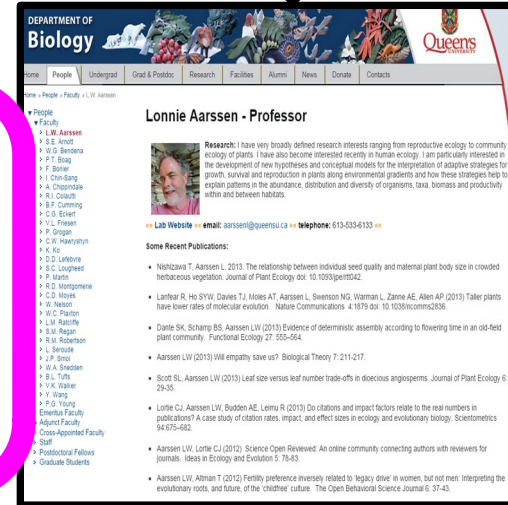 DEPARTMENT OF
Biology
Queen's
UNIVERSITY
Home People Undergrad Grad & Postdoc Research Facilities Alumni News Donate Contacts
Home » People » Faculty » L.W. Aarssen
People
Faculty
L.W. Aarssen
S.E. Arnott
W.G. Bendena
P.T. Boag
F. Bonier
I. Chin-Sang
A. Chippindale
R.I. Colautti
B.F. Cumming
C.G. Eckert
V.L. Friesen
P. Grogan
C.W. Hawryshyn
K. Ko
D.D. Lefebvre
S.C. Lougheed
P. Martin
R.D. Montgomerie
C.D. Moyes
W. Nelson
W.C. Plaxton
L.M. Ratcliffe
S.M. Regan
R.M. Robertson
L. Seroude
J.P. Smol
W.A. Snedden
B.L. Tufts
V.K. Walker
Y. Wang
P.G. Young
Emeritus Faculty
Adjunct Faculty
Cross-Appointed Faculty
Staff
Postdoctoral Fellows
Graduate Students
Lonnie Aarssen - Professor
Research: I have very broadly defined research interests ranging from reproductive ecology to community
ecology of plants. I have also become interested recently in human ecology. I am particularly interested in
the development of new hypotheses and conceptual models for the interpretation of adaptive strategies for
growth, survival and reproduction in plants along environmental gradients and how these strategies help to
explain patterns in the abundance, distribution and diversity of organisms, taxa, biomass and productivity
within and between habitats.
»» Lab Website «» email: aarssenl@queensu.ca «» telephone: 613-533-6133 ««
Some Recent Publications:
Nishizawa T, Aarssen L. 2013. The relationship between individual seed quality and maternal plant body size in crowded
herbaceous vegetation. Journal of Plant Ecology doi: 10.1093/jpe/rtt042.
Lanfear R, Ho SYW, Davies TJ, Moles AT, Aarssen L, Swenson NG, Warman L, Zanne AE, Allen AP (2013) Taller plants
have lower rates of molecular evolution. Nature Communications 4:1879 doi: 10.1038/ncomms2836.
Dante SK, Schamp BS, Aarssen LW (2013) Evidence of deterministic assembly according to flowering time in an old-field
plant community. Functional Ecology 27: 555–564.
Aarssen LW (2013) Will empathy save us? Biological Theory 7: 211-217.
Scott SL, Aarssen LW (2013) Leaf size versus leaf number trade-offs in dioecious angiosperms. Journal of Plant Ecology 6:
29-35.
Lortie CJ, Aarssen LW, Budden AE, Leimu R (2013) Do citations and impact factors relate to the real numbers in
publications? A case study of citation rates, impact, and effect sizes in ecology and evolutionary biology. Scientometrics
94:675–682.
Aarssen LW, Lortie CJ (2012) Science Open Reviewed: An online community connecting authors with reviewers for
journals. Ideas in Ecology and Evolution 5: 78-83.
Aarssen LW, Altman T (2012) Fertility preference inversely related to 'legacy drive' in women, but not men: Interpreting the
evolutionary roots, and future, of the 'childfree' culture. The Open Behavioral Science Journal 6: 37-43.